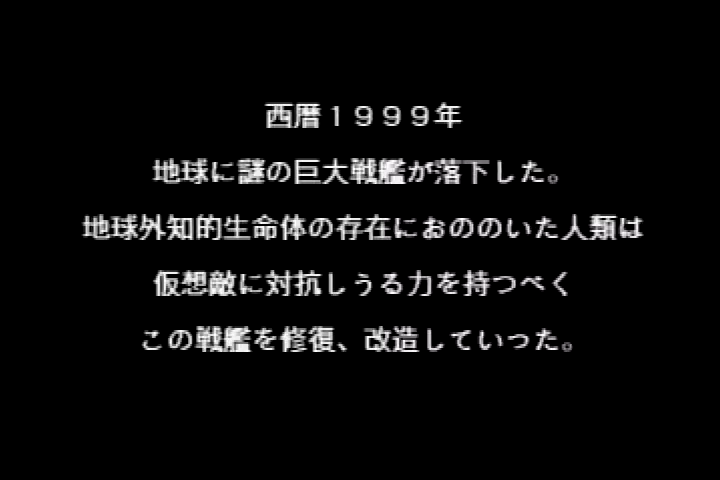 西暦１９９９年
地球に謎の巨大戦艦が落下した。
地球外知的生命体の存在におののいた人類は
仮想敵に対抗しうる力を持つべく
この戦艦を修復、改造していった。